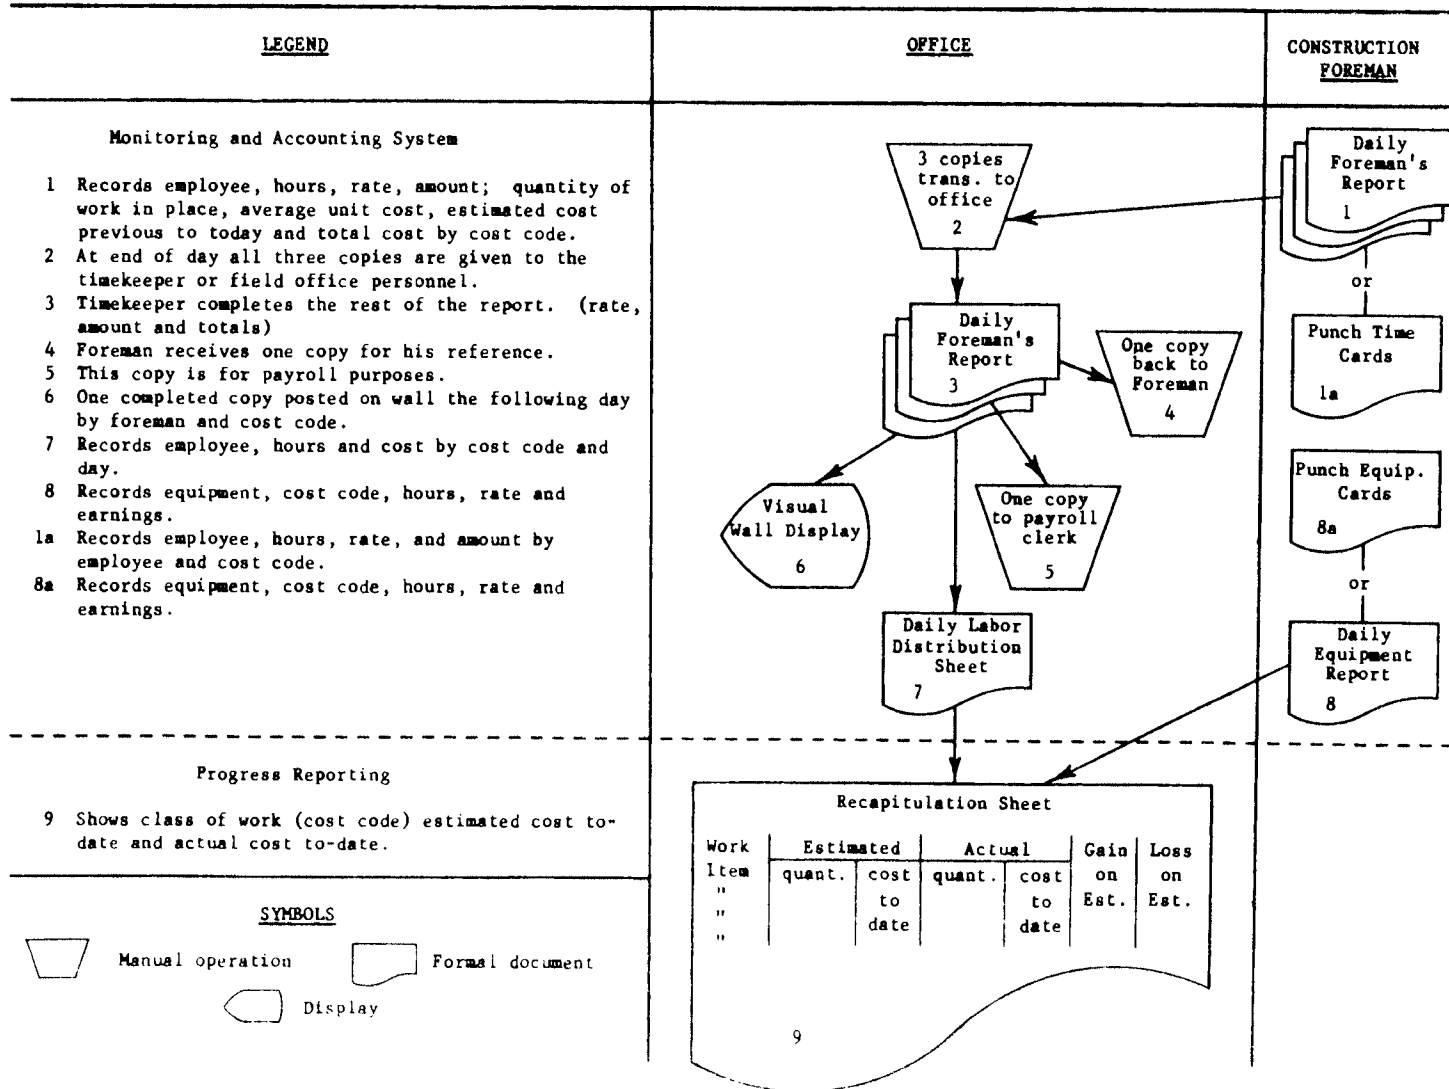 LEGEND
Monitoring and Accounting System
1 Records employee, hours, rate, amount; quantity of
work in place, average unit cost, estimated cost
previous to today and total cost by cost code.
2 At end of day all three copies are given to the
timekeeper or field office personnel.
3 Timekeeper completes the rest of the report. (rate,
amount and totals)
4 Foreman receives one copy for his reference.
5 This copy is for payroll purposes.
6 One completed copy posted on wall the following day
by foreman and cost code.
7 Records employee, hours and cost by cost code and
day.
8 Records equipment, cost code, hours, rate and
earnings.
1a Records employee, hours, rate, and amount by
employee and cost code.
8a Records equipment, cost code, hours, rate and
earnings.
Progress Reporting
9 Shows class of work (cost code) estimated cost to-
date and actual cost to-date.
SYMBOLS
Manual operation
Formal document
Display
OFFICE
3 copies
trans. to
office
2
Daily
Foreman's
Report
3
One copy
back to
Foreman
4
Visual
Wall Display
6
One copy
to payroll
clerk
5
Daily Labor
Distribution
Sheet
7
Recapitulation Sheet
Work Estimated Actual Gain Loss
Item quant. cost quant. cost on on
" to to Est. Est.
" date date
"
9
CONSTRUCTION
FOREMAN
Daily
Foreman's
Report
1
or
Punch Time
Cards
1a
Punch Equip.
Cards
8a
or
Daily
Equipment
Report
8